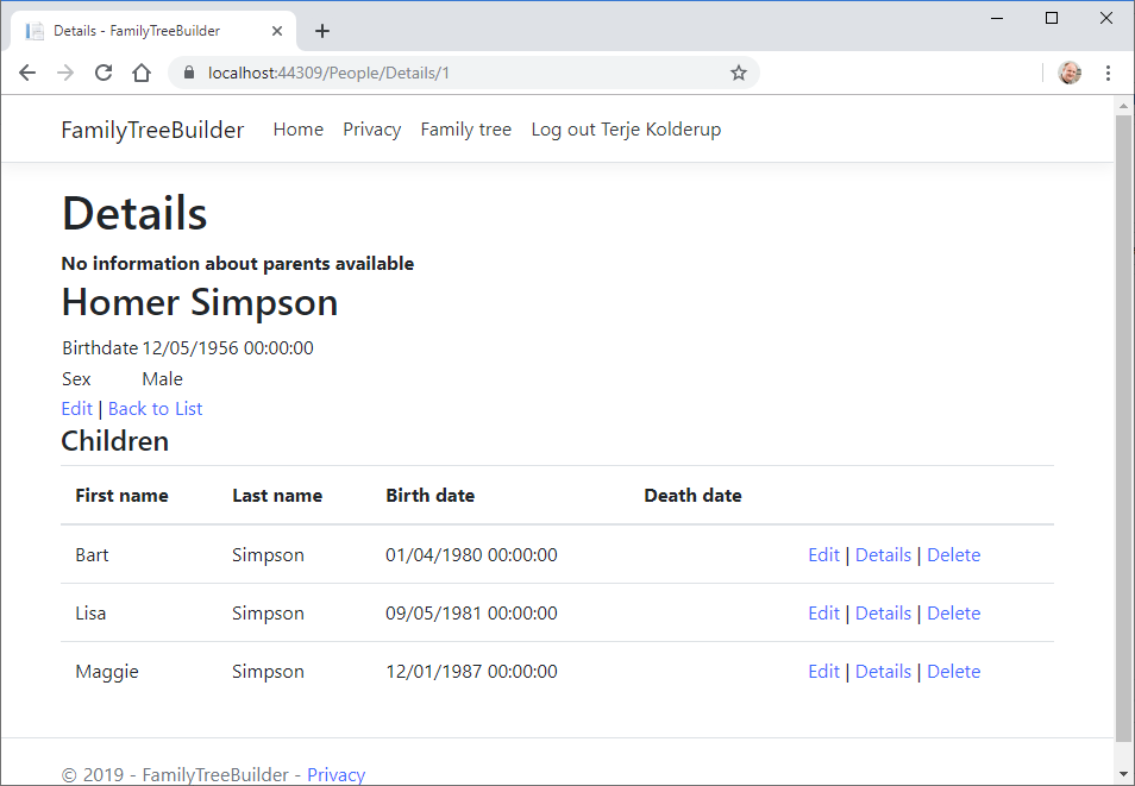 Details - FamilyTreeBuilder
localhost:44309/People/Details/1
FamilyTreeBuilder Home Privacy Family tree Log out Terje Kolderup
Details
No information about parents available
Homer Simpson
Birthdate 12/05/1956 00:00:00
Sex Male
Edit | Back to List
Children
First name Last name Birth date Death date
Bart Simpson 01/04/1980 00:00:00 Edit | Details | Delete
Lisa Simpson 09/05/1981 00:00:00 Edit | Details | Delete
Maggie Simpson 12/01/1987 00:00:00 Edit | Details | Delete
© 2019 - FamilyTreeBuilder - Privacy